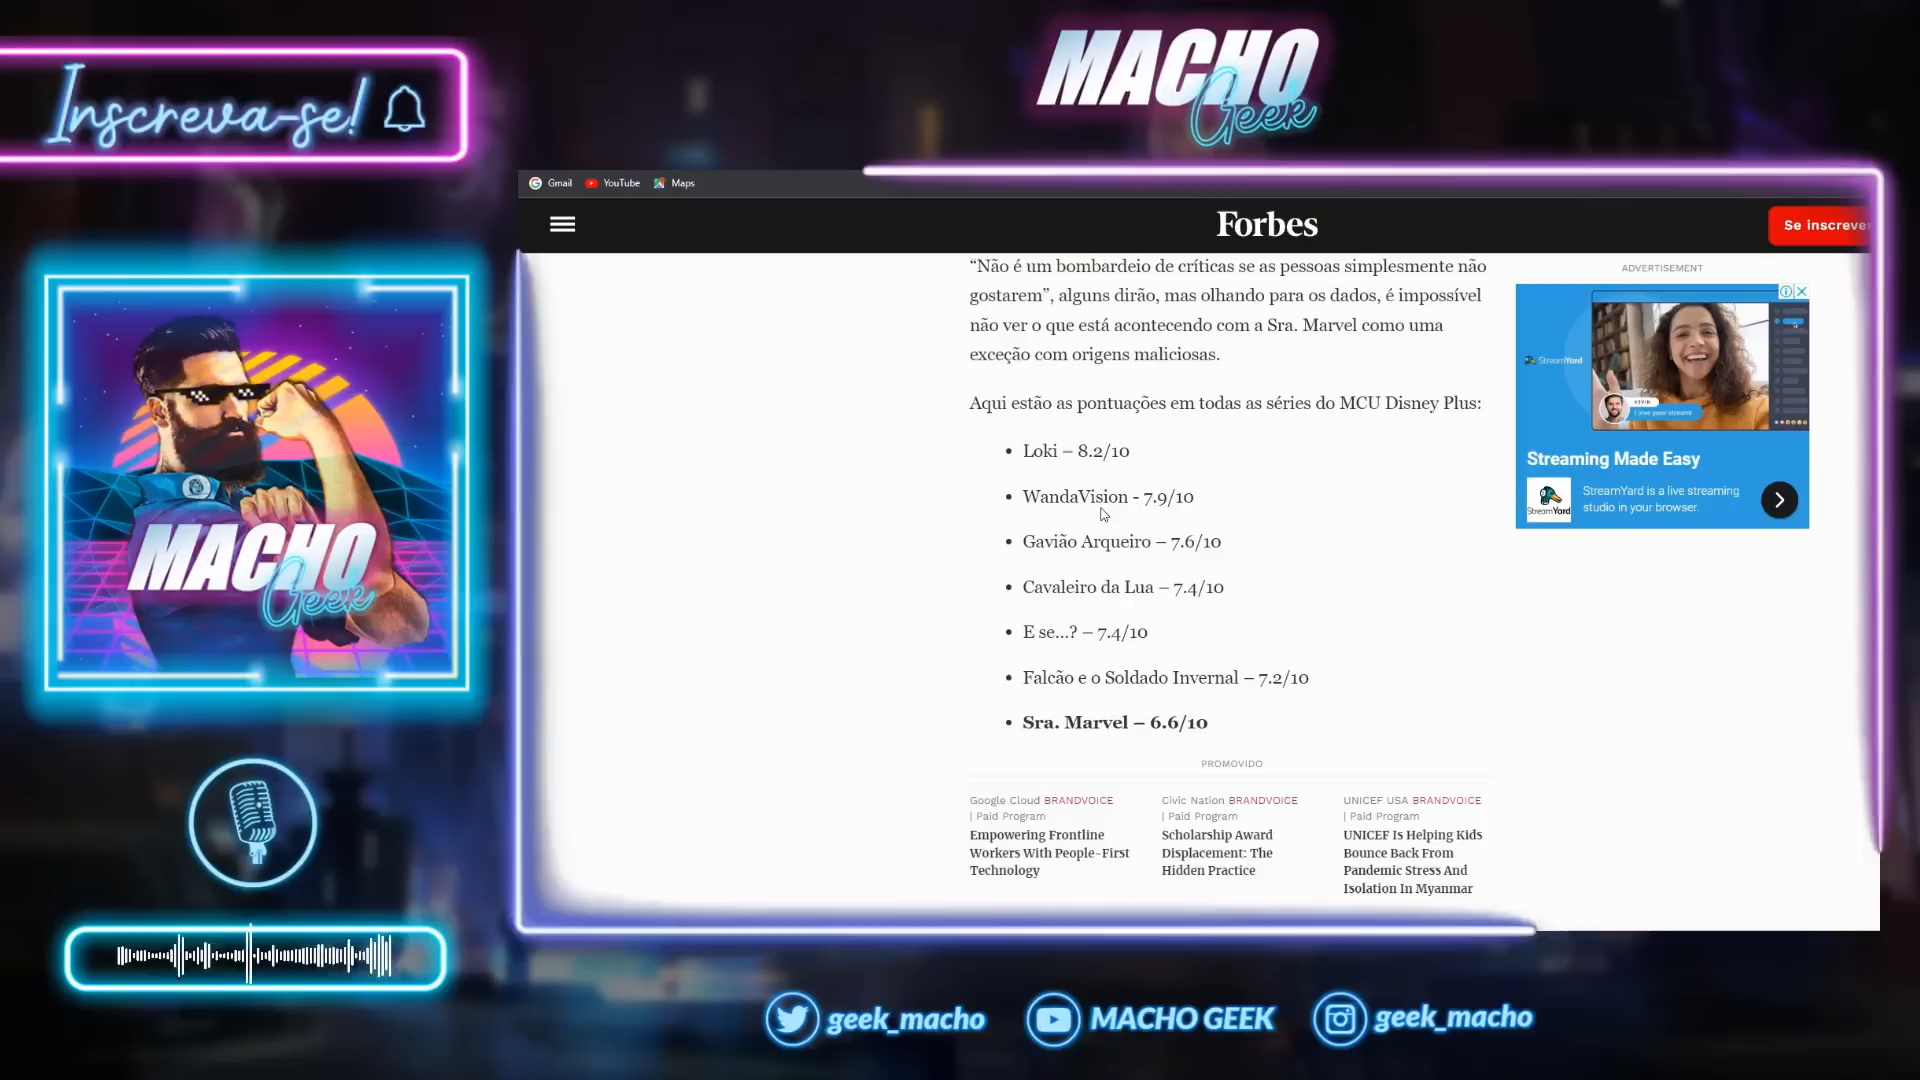 Inscreva-se!
MACHO
Geek
Gmail
YouTube
Maps
Forbes
Se inscrever
“Não é um bombardeio de críticas se as pessoas simplesmente não
gostarem”, alguns dirão, mas olhando para os dados, é impossível
não ver o que está acontecendo com a Sra. Marvel como uma
exceção com origens maliciosas.
Aqui estão as pontuações em todas as séries do MCU Disney Plus:
• Loki – 8.2/10
• WandaVision - 7.9/10
• Gavião Arqueiro – 7.6/10
• Cavaleiro da Lua – 7.4/10
• E se...? – 7.4/10
• Falcão e o Soldado Invernal – 7.2/10
• Sra. Marvel – 6.6/10
PROMOVIDO
Google Cloud BRANDVOICE
| Paid Program
Empowering Frontline
Workers With People-First
Technology
Civic Nation BRANDVOICE
| Paid Program
Scholarship Award
Displacement: The
Hidden Practice
UNICEF USA BRANDVOICE
| Paid Program
UNICEF Is Helping Kids
Bounce Back From
Pandemic Stress And
Isolation In Myanmar
ADVERTISEMENT
StreamYard
KEVIN
I love your stream!
Streaming Made Easy
StreamYard
StreamYard is a live streaming
studio in your browser.
MACHO
Geek
geek_macho
MACHO GEEK
geek_macho